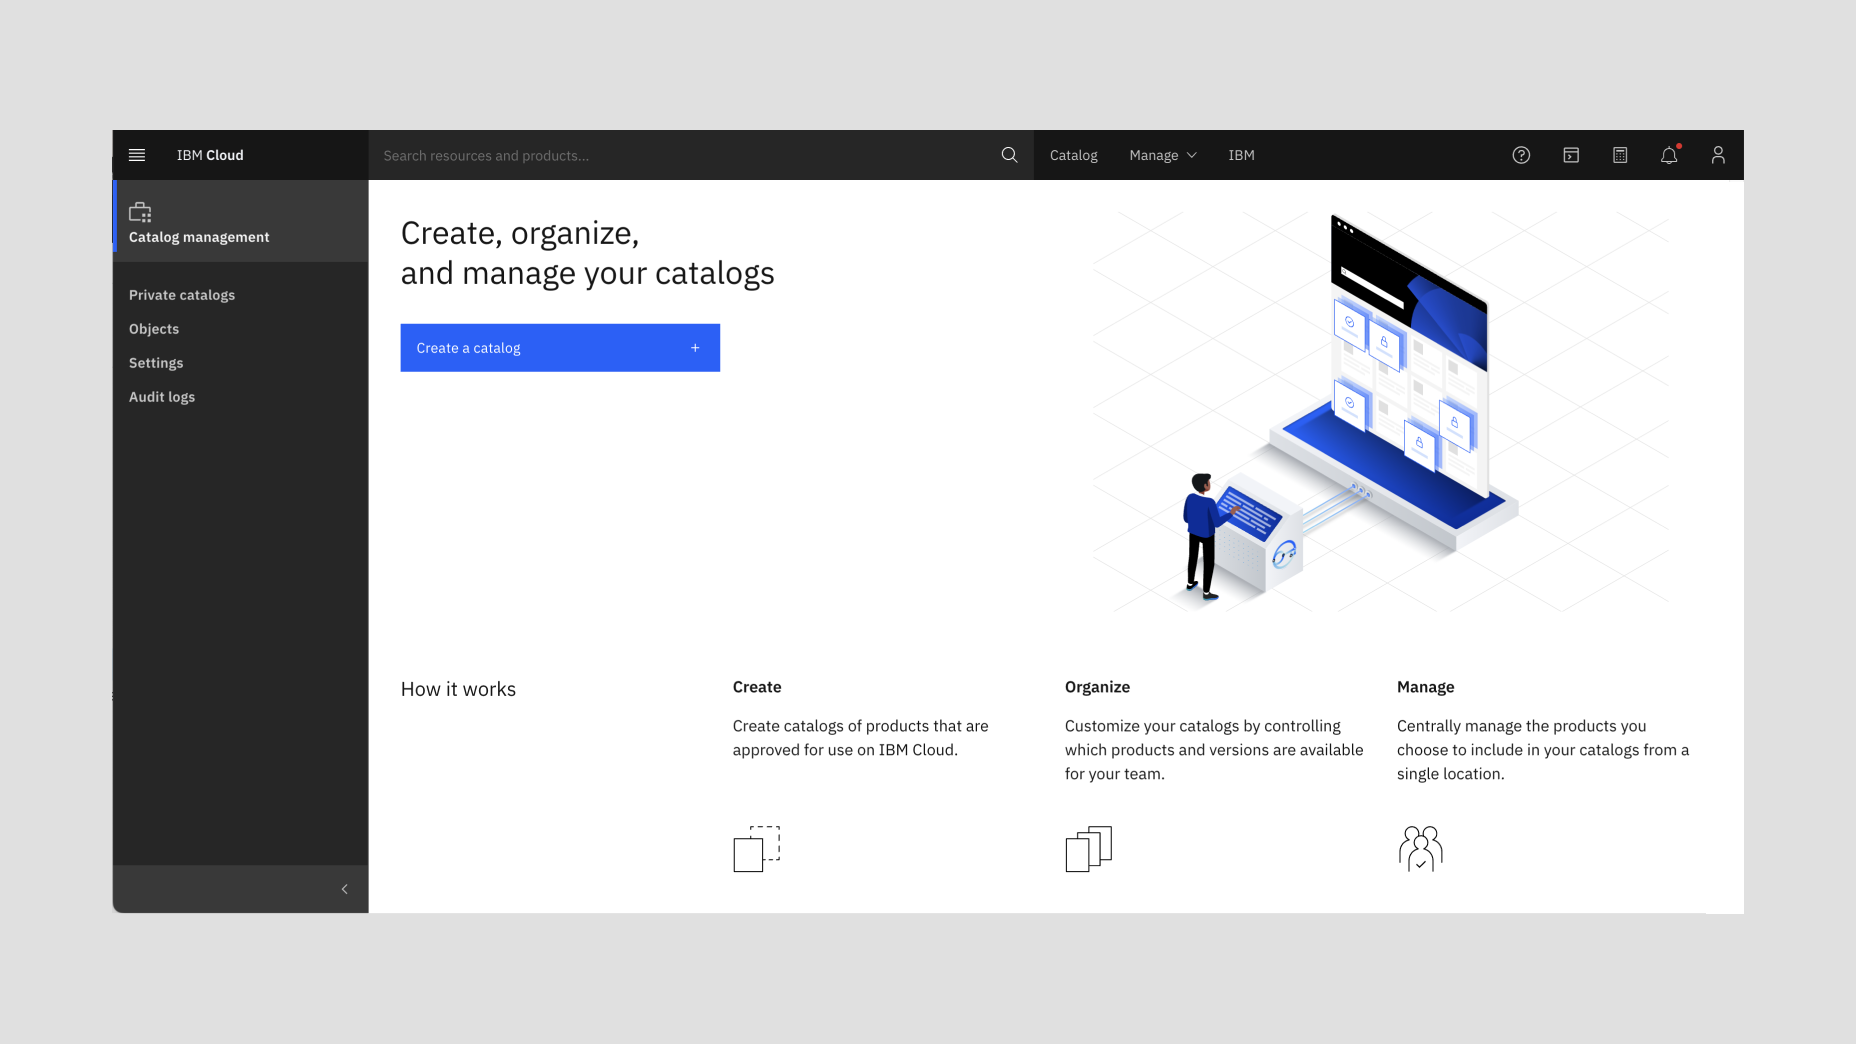 IBM Cloud
Search resources and products...
Catalog
Manage
IBM
Catalog management
Private catalogs
Objects
Settings
Audit logs
Create, organize,
and manage your catalogs
Create a catalog +
How it works
Create
Create catalogs of products that are
approved for use on IBM Cloud.
Organize
Customize your catalogs by controlling
which products and versions are available
for your team.
Manage
Centrally manage the products you
choose to include in your catalogs from a
single location.